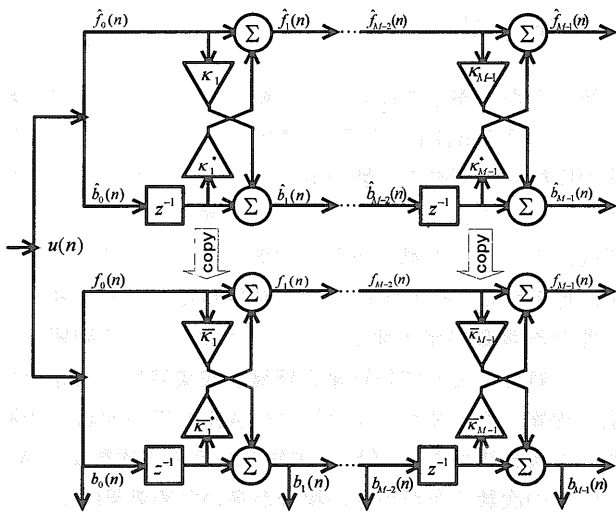 f̂₀(n) f̂₁(n) f̂_{M-2}(n) f̂_{M-1}(n)
Σ Σ
κ₁ κ_{M-1}
κ₁* κ*_{M-1}
b̂₀(n) z⁻¹ Σ b̂₁(n) b̂_{M-2}(n) z⁻¹ Σ b̂_{M-1}(n)
u(n) copy copy
f₀(n) Σ f₁(n) f_{M-2}(n) Σ f_{M-1}(n)
κ̄₁ κ̄_{M-1}
κ̄₁* κ̄*_{M-1}
z⁻¹ Σ z⁻¹ Σ
b₀(n) b₁(n) b_{M-2}(n) b_{M-1}(n)